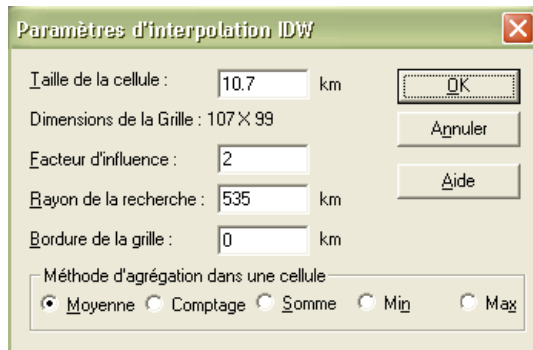 Paramètres d'interpolation IDW
Taille de la cellule : 10.7 km OK
Dimensions de la Grille : 107 X 99
Annuler
Facteur d'influence : 2
Aide
Rayon de la recherche : 535 km
Bordure de la grille : 0 km
Méthode d'agrégation dans une cellule
Moyenne Comptage Somme Min Max